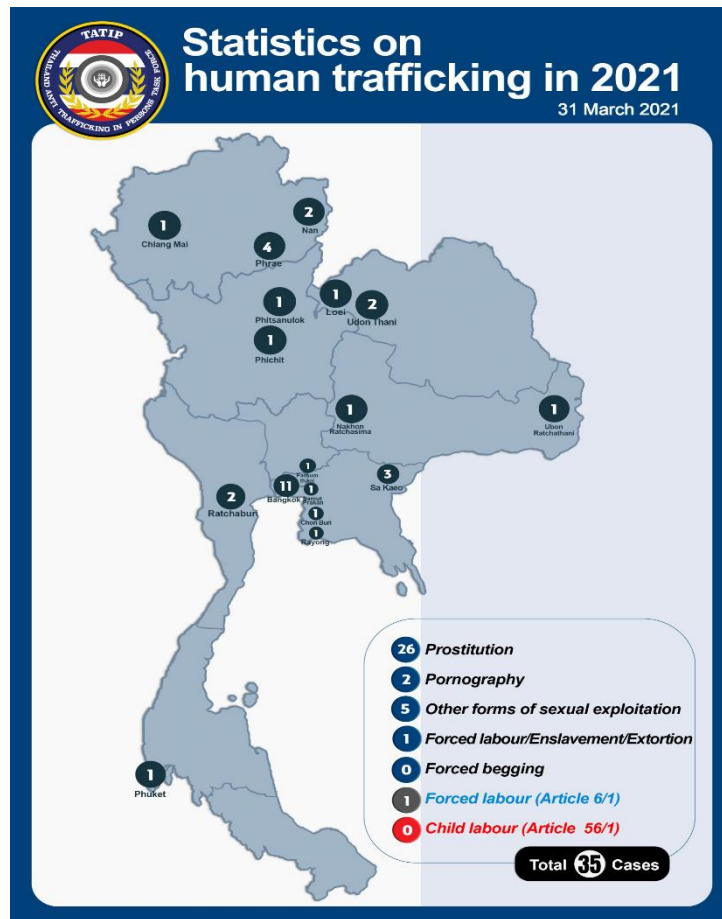 TATIP
THAILAND ANTI TRAFFICKING IN PERSONS TASK FORCE
Statistics on
human trafficking in 2021
31 March 2021
2
Nan
1
Chiang Mai
4
Phrae
1
Loei
1
Phitsanulok
2
Udon Thani
1
Phichit
1
Nakhon
Ratchasima
1
Ubon
Ratchathani
1
Pathum
thani
3
Sa Kaeo
11
Bangkok
1
Samut
Prakan
2
Ratchaburi
1
Chon Buri
1
Rayong
26 Prostitution
2 Pornography
5 Other forms of sexual exploitation
1 Forced labour/Enslavement/Extortion
0 Forced begging
1 Forced labour (Article 6/1)
0 Child labour (Article 56/1)
1
Phuket
Total 35 Cases